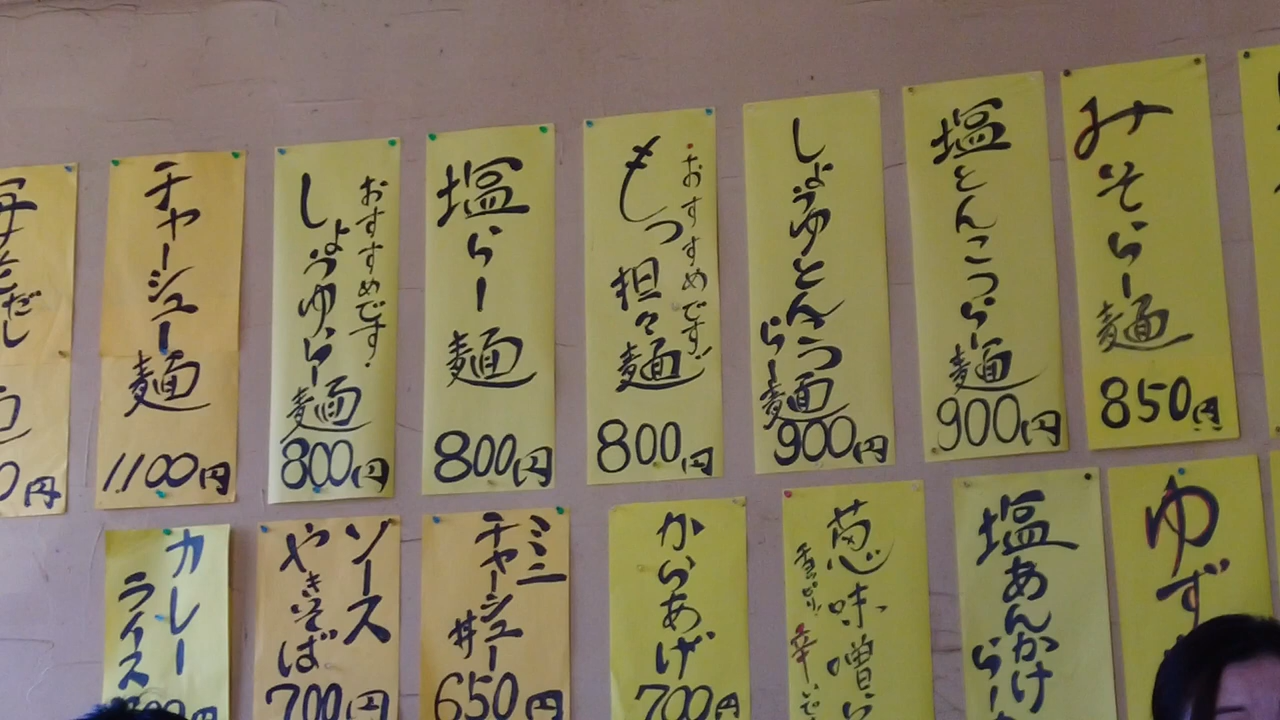 みそらー麺
850円
塩とんこつらー麺
900円
しょうゆとんこつ
らー麺
900円
おすすめです。
もつ担々麺
800円
塩らー麺
800円
おすすめです。
しょうゆらー麺
800円
チャーシュー麺
1100円
円
ゆず
塩あんかけ
らー
葱味噌
辛いで
からあげ
700円
ミニ
チャーシュー
丼
650円
ソース
やきそば
700円
カレー
ライス
円